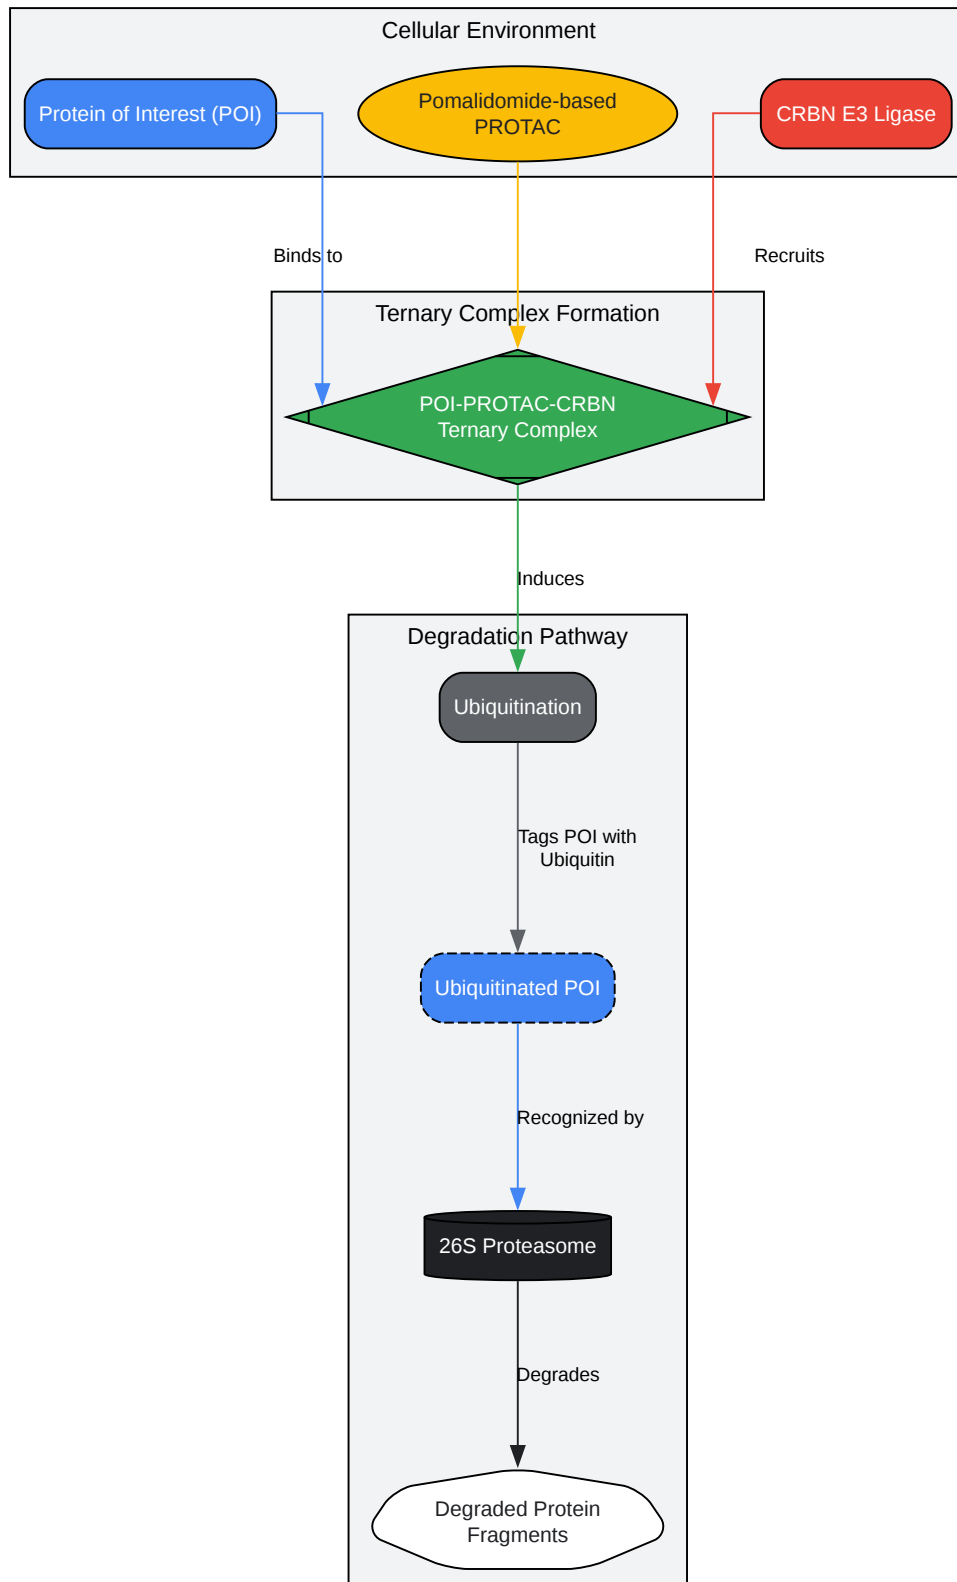 Cellular Environment
Protein of Interest (POI)
Pomalidomide-based
PROTAC
CRBN E3 Ligase
Binds to
Recruits
Ternary Complex Formation
POI-PROTAC-CRBN
Ternary Complex
Induces
Degradation Pathway
Ubiquitination
Tags POI with
Ubiquitin
Ubiquitinated POI
Recognized by
26S Proteasome
Degrades
Degraded Protein
Fragments